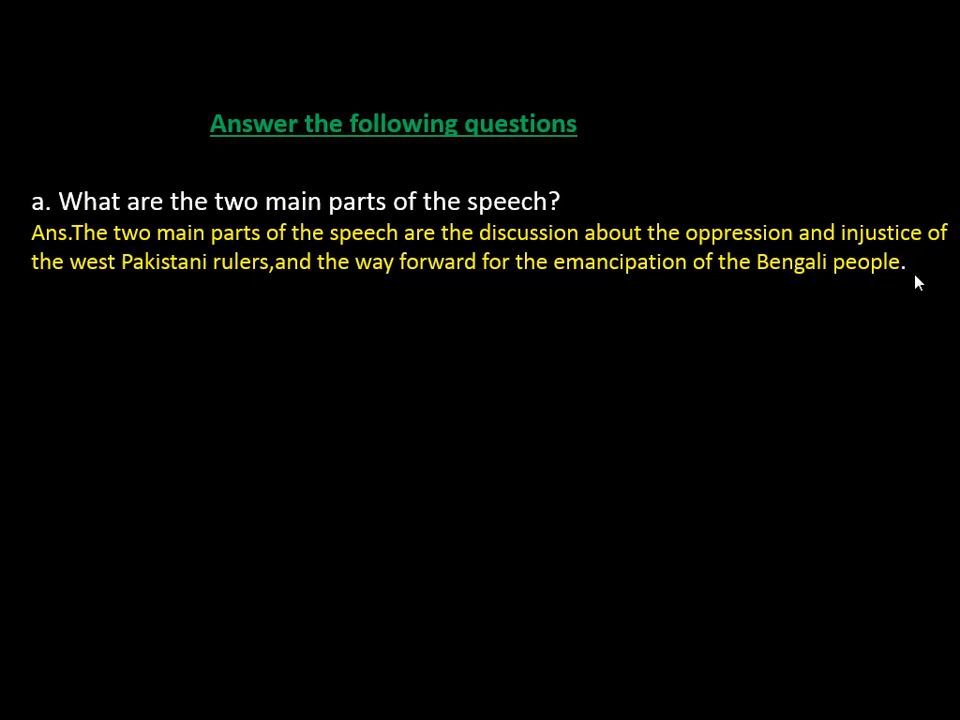 Answer the following questions
a. What are the two main parts of the speech?
Ans.The two main parts of the speech are the discussion about the oppression and injustice of
the west Pakistani rulers,and the way forward for the emancipation of the Bengali people.